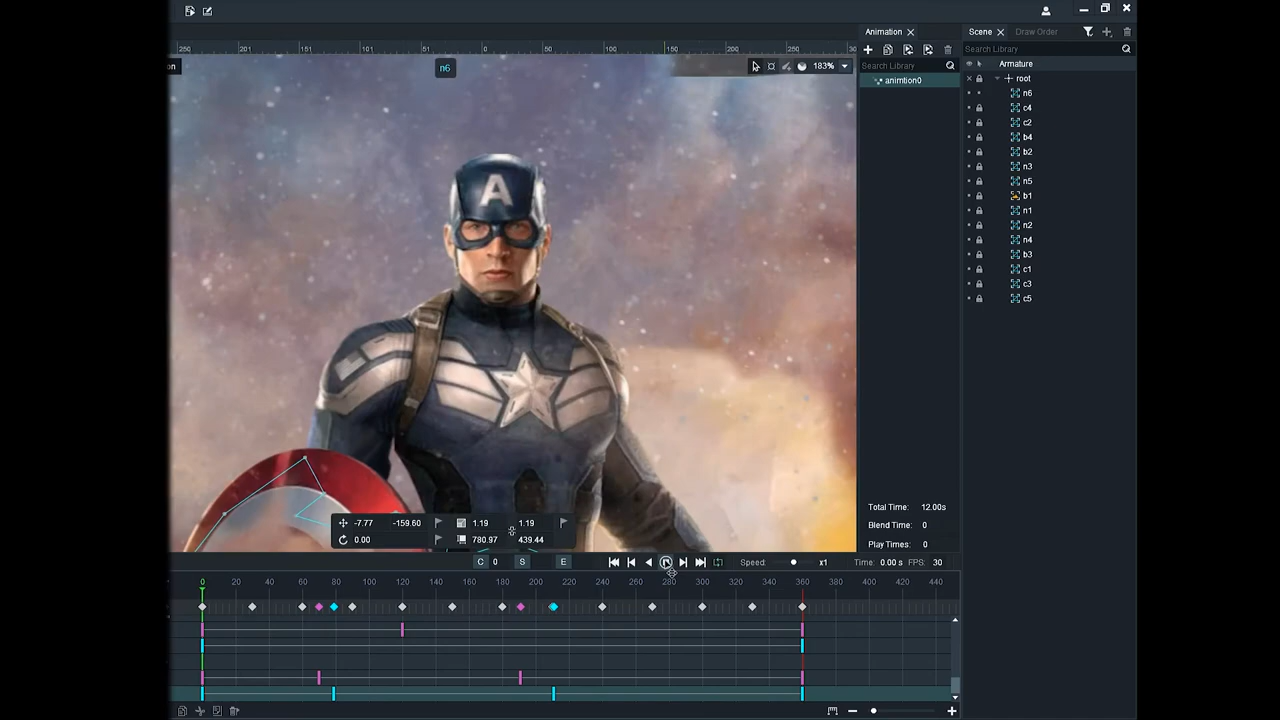 Animation
Scene
Draw Order
250
201
151
101
51
0
50
100
150
200
250
30
on
n6
183%
Search Library
Search Library
animtion0
Armature
root
n6
c4
c2
b4
b2
n3
n5
b1
n1
n2
n4
b3
c1
c3
c5
A
-7.77
-159.60
1.19
1.19
0.00
780.97
439.44
Total Time: 12.00s
Blend Time: 0
Play Times: 0
C 0 S E
Speed: x1 Time: 0.00 s FPS: 30
0 20 40 60 80 100 120 140 160 180 200 220 240 260 280 300 320 340 360 380 400 420 440